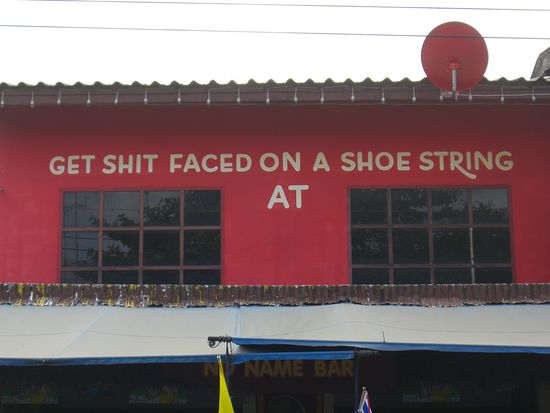 GET SHIT FACED ON A SHOE STRING
AT
NO NAME BAR